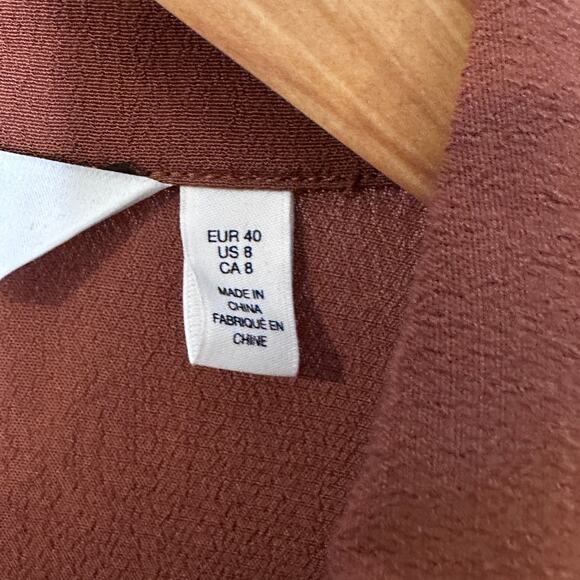 EUR 40
US 8
CA 8
MADE IN
CHINA
FABRIQUÉ EN
CHINE